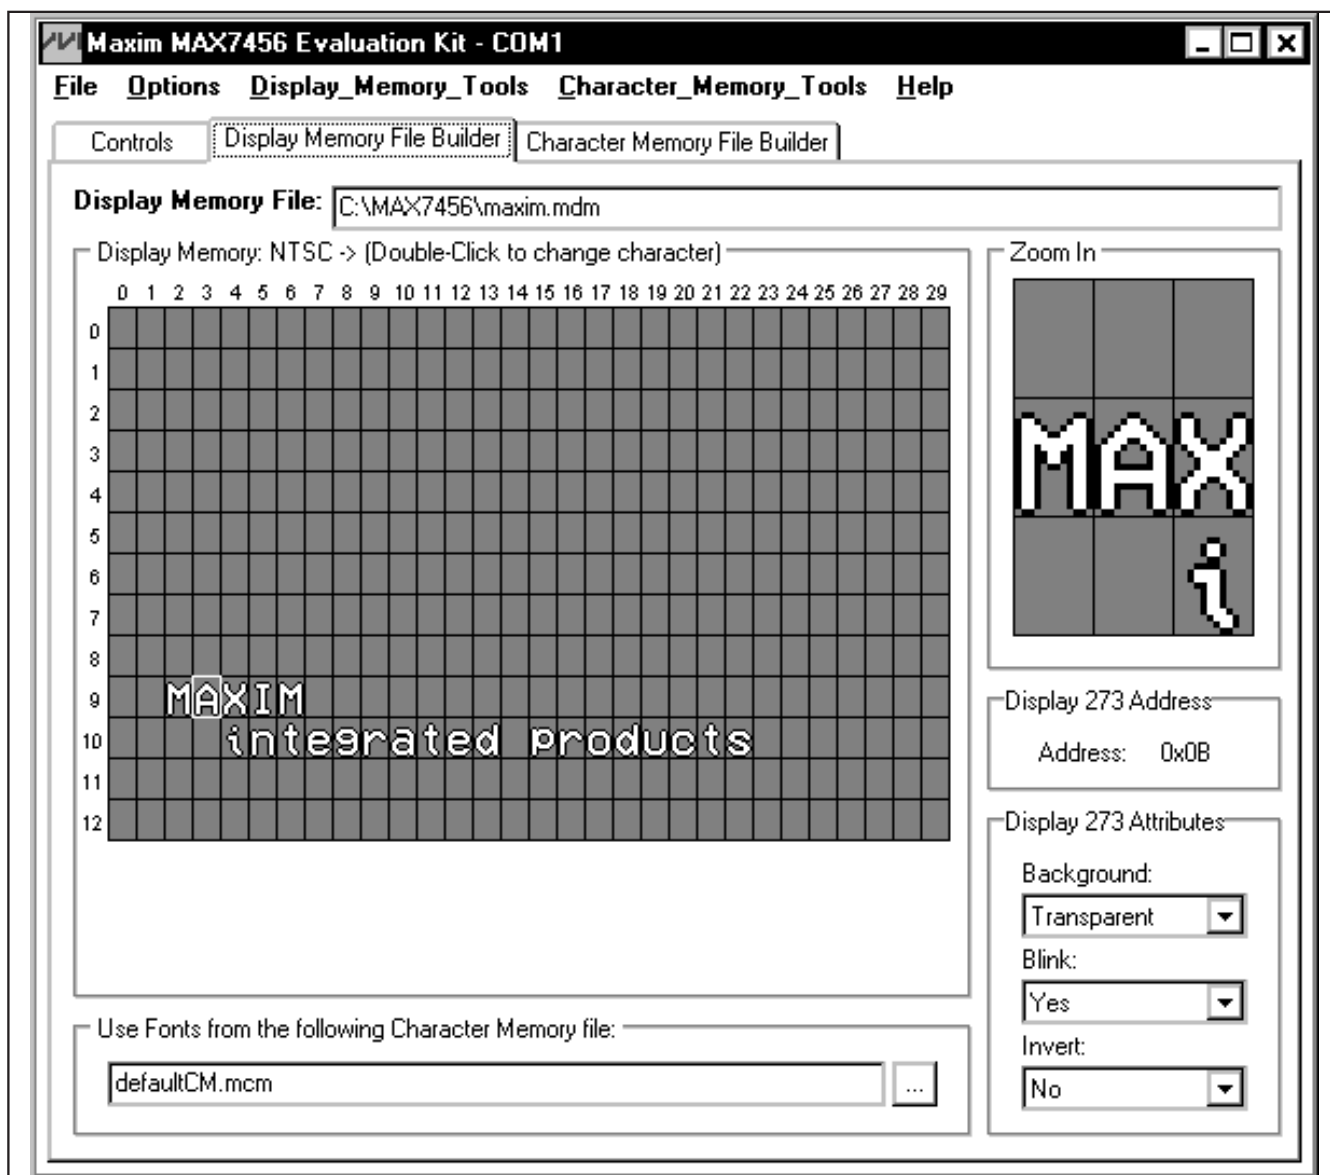 Maxim MAX7456 Evaluation Kit - COM1
File Options Display_Memory_Tools Character_Memory_Tools Help
Controls Display Memory File Builder Character Memory File Builder
Display Memory File: C:\MAX7456\maxim.mdm
Display Memory: NTSC -> (Double-Click to change character)
0 1 2 3 4 5 6 7 8 9 10 11 12 13 14 15 16 17 18 19 20 21 22 23 24 25 26 27 28 29
0
1
2
3
4
5
6
7
8
9 MAXIM
10 integrated products
11
12
Zoom In
MAX
i
Display 273 Address
Address: 0x0B
Display 273 Attributes
Background:
Transparent
Blink:
Yes
Invert:
No
Use Fonts from the following Character Memory file:
defaultCM.mcm ...